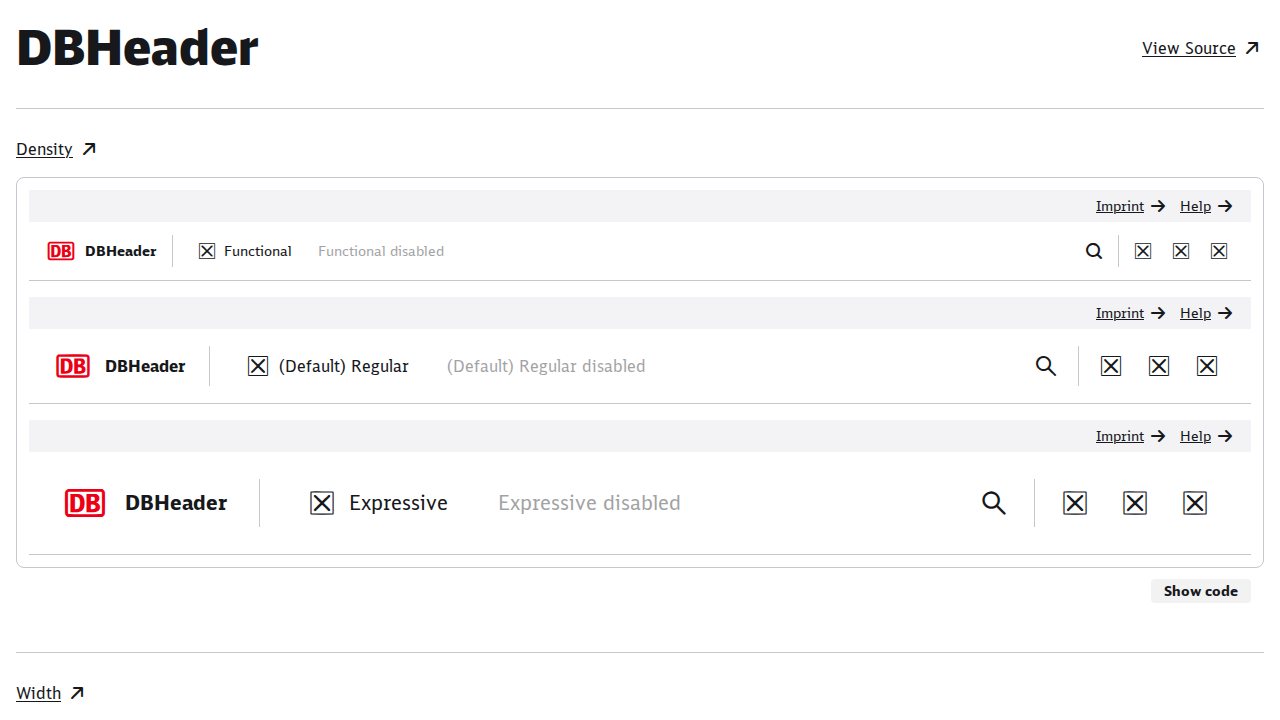 DBHeader
View Source
Density
Imprint Help
DB DBHeader Functional Functional disabled
Imprint Help
DB DBHeader (Default) Regular (Default) Regular disabled
Imprint Help
DB DBHeader Expressive Expressive disabled
Show code
Width